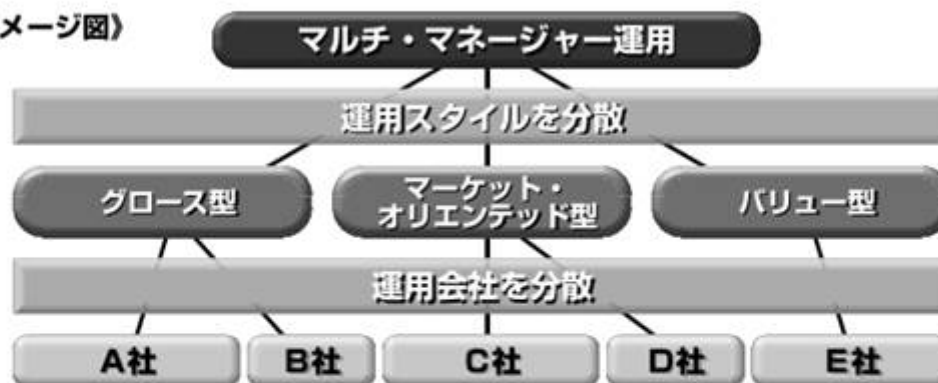 メージ図》
マルチ・マネージャー運用
運用スタイルを分散
グロース型
マーケット・
オリエンテッド型
バリュー型
運用会社を分散
A社
B社
C社
D社
E社